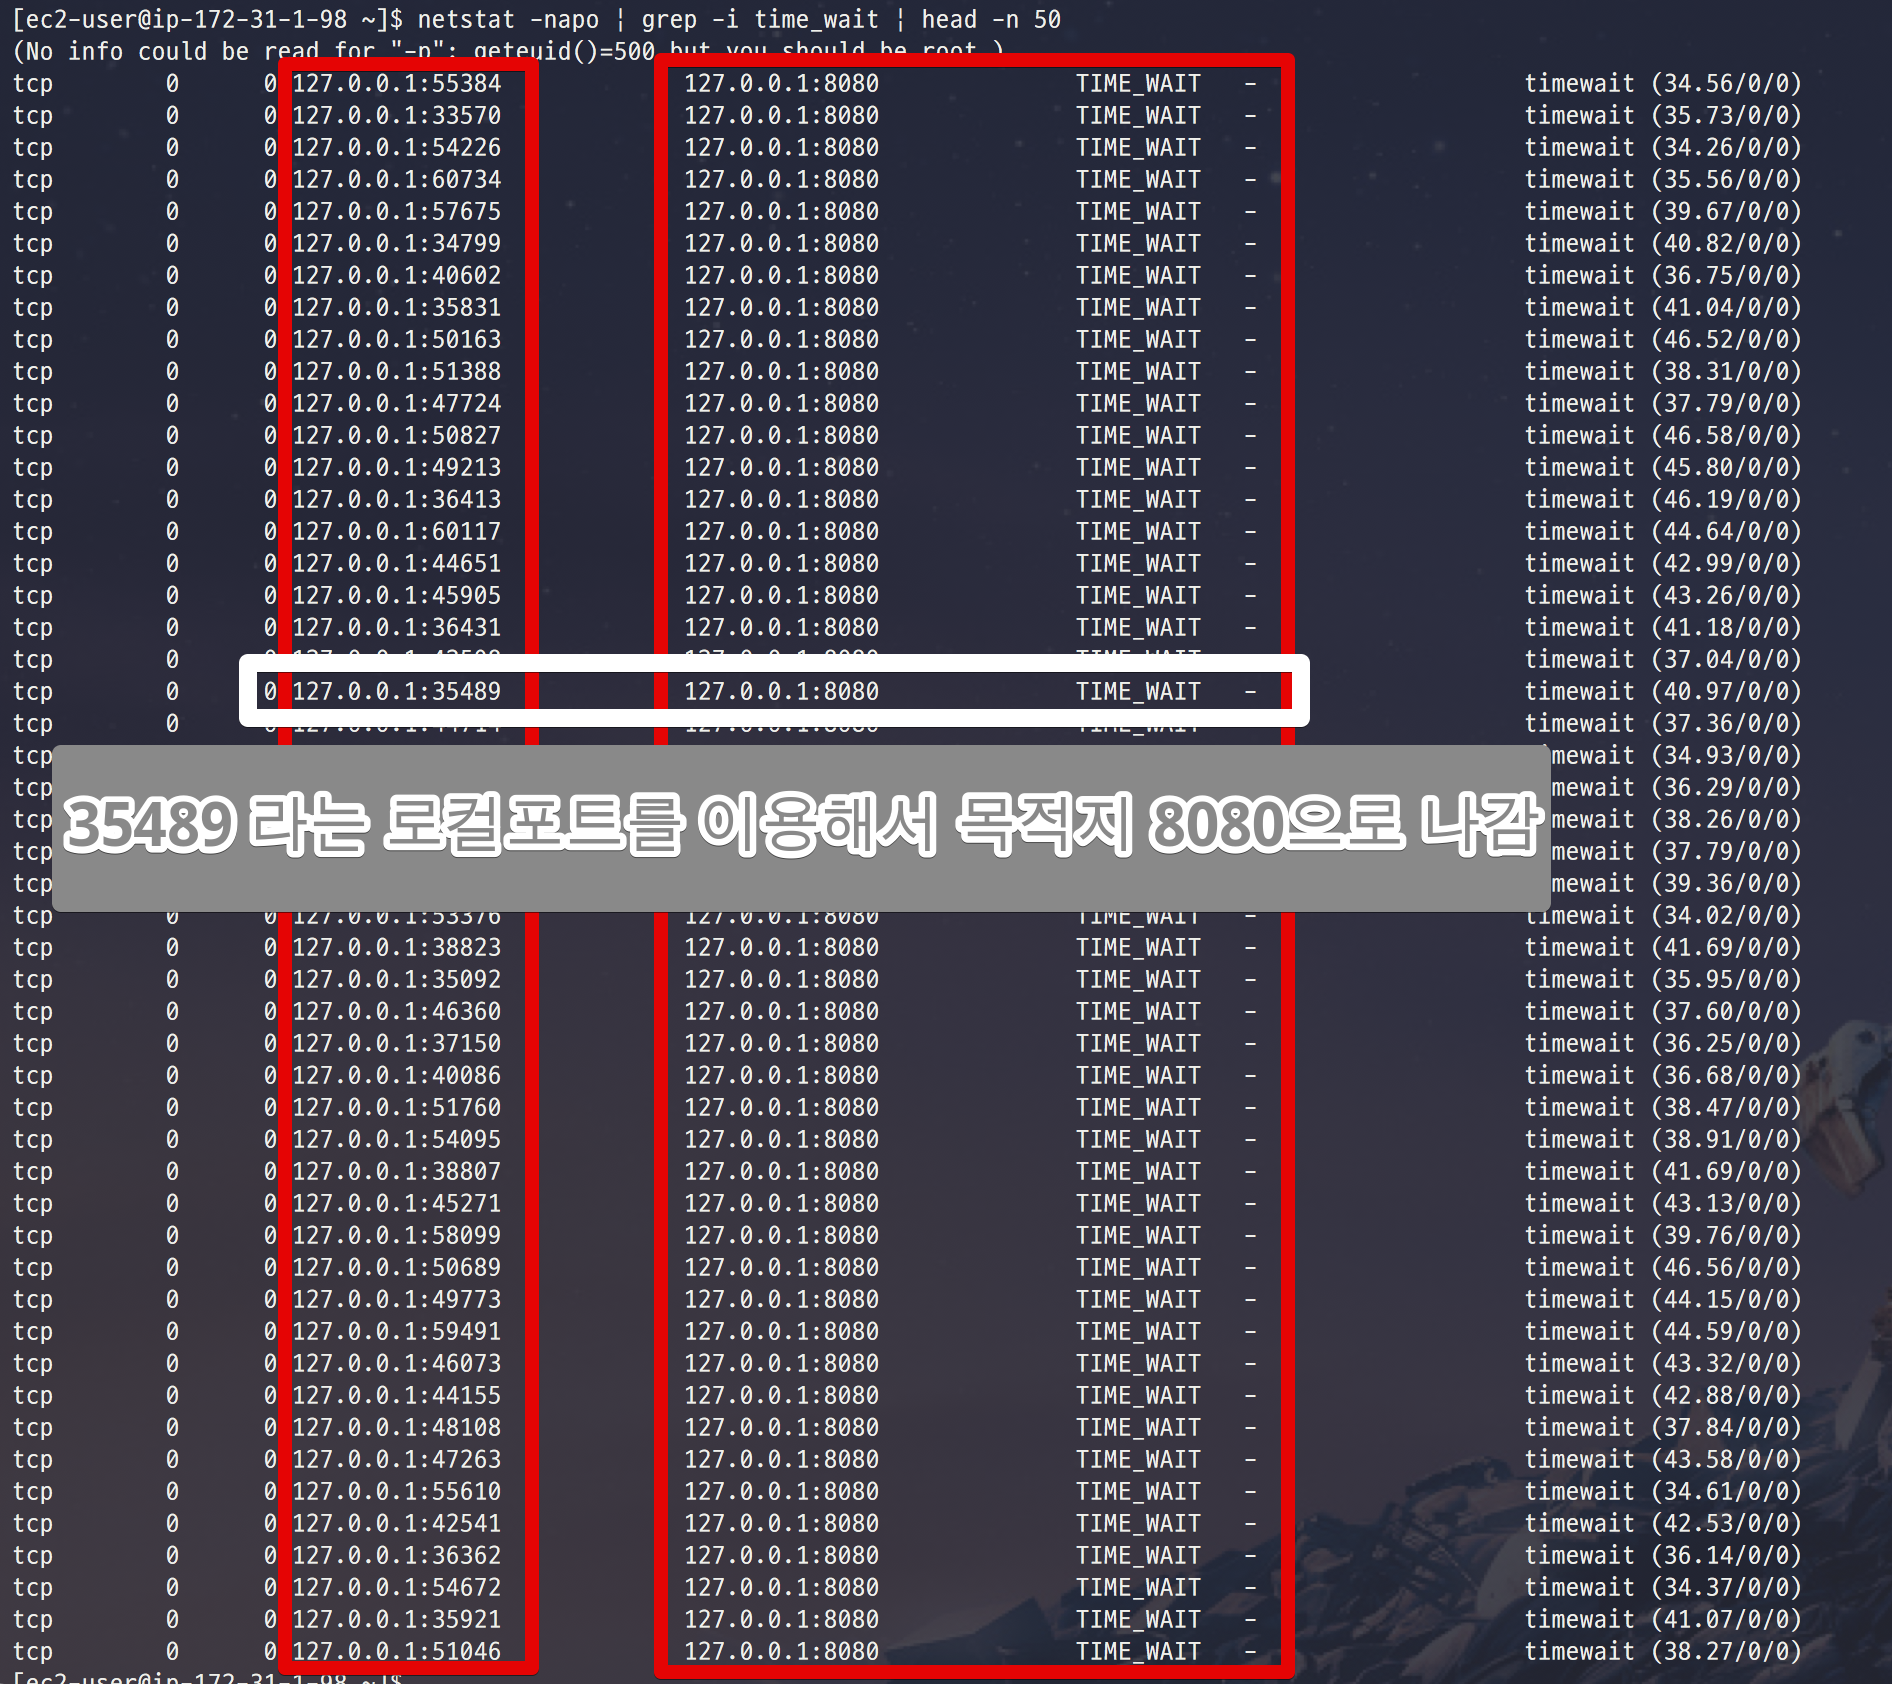 [ec2-user@ip-172-31-1-98 ~]$ netstat -napo | grep -i time_wait | head -n 50
(No info could be read for "-p": geteuid()=500 but you should be root.)
tcp 0 0 127.0.0.1:55384 127.0.0.1:8080 TIME_WAIT - timewait (34.56/0/0)
tcp 0 0 127.0.0.1:33570 127.0.0.1:8080 TIME_WAIT - timewait (35.73/0/0)
tcp 0 0 127.0.0.1:54226 127.0.0.1:8080 TIME_WAIT - timewait (34.26/0/0)
tcp 0 0 127.0.0.1:60734 127.0.0.1:8080 TIME_WAIT - timewait (35.56/0/0)
tcp 0 0 127.0.0.1:57675 127.0.0.1:8080 TIME_WAIT - timewait (39.67/0/0)
tcp 0 0 127.0.0.1:34799 127.0.0.1:8080 TIME_WAIT - timewait (40.82/0/0)
tcp 0 0 127.0.0.1:40602 127.0.0.1:8080 TIME_WAIT - timewait (36.75/0/0)
tcp 0 0 127.0.0.1:35831 127.0.0.1:8080 TIME_WAIT - timewait (41.04/0/0)
tcp 0 0 127.0.0.1:50163 127.0.0.1:8080 TIME_WAIT - timewait (46.52/0/0)
tcp 0 0 127.0.0.1:51388 127.0.0.1:8080 TIME_WAIT - timewait (38.31/0/0)
tcp 0 0 127.0.0.1:47724 127.0.0.1:8080 TIME_WAIT - timewait (37.79/0/0)
tcp 0 0 127.0.0.1:50827 127.0.0.1:8080 TIME_WAIT - timewait (46.58/0/0)
tcp 0 0 127.0.0.1:49213 127.0.0.1:8080 TIME_WAIT - timewait (45.80/0/0)
tcp 0 0 127.0.0.1:36413 127.0.0.1:8080 TIME_WAIT - timewait (46.19/0/0)
tcp 0 0 127.0.0.1:60117 127.0.0.1:8080 TIME_WAIT - timewait (44.64/0/0)
tcp 0 0 127.0.0.1:44651 127.0.0.1:8080 TIME_WAIT - timewait (42.99/0/0)
tcp 0 0 127.0.0.1:45905 127.0.0.1:8080 TIME_WAIT - timewait (43.26/0/0)
tcp 0 0 127.0.0.1:36431 127.0.0.1:8080 TIME_WAIT - timewait (41.18/0/0)
tcp 0 timewait (37.04/0/0)
tcp 0 0 127.0.0.1:35489 127.0.0.1:8080 TIME_WAIT - timewait (40.97/0/0)
tcp 0 timewait (37.36/0/0)
tcp (34.93/0/0)
tcp (36.29/0/0)
35489 라는 로컬포트를 이용해서 목적지 8080으로 나감
tcp (38.26/0/0)
tcp (37.79/0/0)
tcp (39.36/0/0)
tcp 0 0 127.0.0.1:53376 127.0.0.1:8080 TIME_WAIT - timewait (34.02/0/0)
tcp 0 0 127.0.0.1:38823 127.0.0.1:8080 TIME_WAIT - timewait (41.69/0/0)
tcp 0 0 127.0.0.1:35092 127.0.0.1:8080 TIME_WAIT - timewait (35.95/0/0)
tcp 0 0 127.0.0.1:46360 127.0.0.1:8080 TIME_WAIT - timewait (37.60/0/0)
tcp 0 0 127.0.0.1:37150 127.0.0.1:8080 TIME_WAIT - timewait (36.25/0/0)
tcp 0 0 127.0.0.1:40086 127.0.0.1:8080 TIME_WAIT - timewait (36.68/0/0)
tcp 0 0 127.0.0.1:51760 127.0.0.1:8080 TIME_WAIT - timewait (38.47/0/0)
tcp 0 0 127.0.0.1:54095 127.0.0.1:8080 TIME_WAIT - timewait (38.91/0/0)
tcp 0 0 127.0.0.1:38807 127.0.0.1:8080 TIME_WAIT - timewait (41.69/0/0)
tcp 0 0 127.0.0.1:45271 127.0.0.1:8080 TIME_WAIT - timewait (43.13/0/0)
tcp 0 0 127.0.0.1:58099 127.0.0.1:8080 TIME_WAIT - timewait (39.76/0/0)
tcp 0 0 127.0.0.1:50689 127.0.0.1:8080 TIME_WAIT - timewait (46.56/0/0)
tcp 0 0 127.0.0.1:49773 127.0.0.1:8080 TIME_WAIT - timewait (44.15/0/0)
tcp 0 0 127.0.0.1:59491 127.0.0.1:8080 TIME_WAIT - timewait (44.59/0/0)
tcp 0 0 127.0.0.1:46073 127.0.0.1:8080 TIME_WAIT - timewait (43.32/0/0)
tcp 0 0 127.0.0.1:44155 127.0.0.1:8080 TIME_WAIT - timewait (42.88/0/0)
tcp 0 0 127.0.0.1:48108 127.0.0.1:8080 TIME_WAIT - timewait (37.84/0/0)
tcp 0 0 127.0.0.1:47263 127.0.0.1:8080 TIME_WAIT - timewait (43.58/0/0)
tcp 0 0 127.0.0.1:55610 127.0.0.1:8080 TIME_WAIT - timewait (34.61/0/0)
tcp 0 0 127.0.0.1:42541 127.0.0.1:8080 TIME_WAIT - timewait (42.53/0/0)
tcp 0 0 127.0.0.1:36362 127.0.0.1:8080 TIME_WAIT - timewait (36.14/0/0)
tcp 0 0 127.0.0.1:54672 127.0.0.1:8080 TIME_WAIT - timewait (34.37/0/0)
tcp 0 0 127.0.0.1:35921 127.0.0.1:8080 TIME_WAIT - timewait (41.07/0/0)
tcp 0 0 127.0.0.1:51046 127.0.0.1:8080 TIME_WAIT - timewait (38.27/0/0)
[ec2-user@ip-172-31-1-98 ~]$